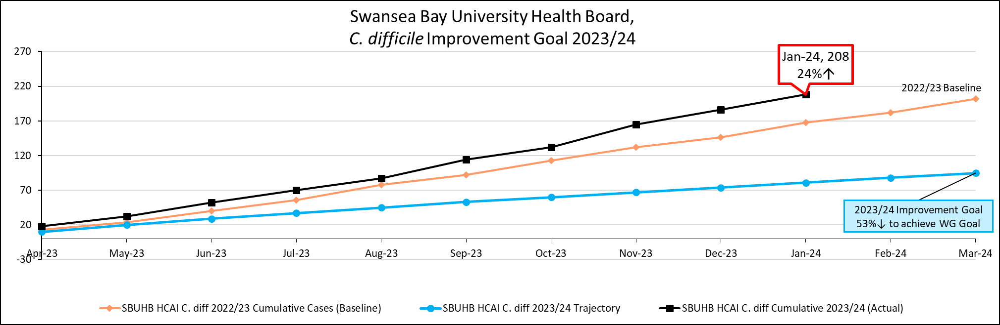 Swansea Bay University Health Board,
C. difficile Improvement Goal 2023/24
270
220
170
120
70
20
-30
Jan-24, 208
24%↑
2022/23 Baseline
2023/24 Improvement Goal
53%↓ to achieve WG Goal
Apr-23 May-23 Jun-23 Jul-23 Aug-23 Sep-23 Oct-23 Nov-23 Dec-23 Jan-24 Feb-24 Mar-24
SBUHB HCAI C. diff 2022/23 Cumulative Cases (Baseline) SBUHB HCAI C. diff 2023/24 Trajectory SBUHB HCAI C. diff Cumulative 2023/24 (Actual)